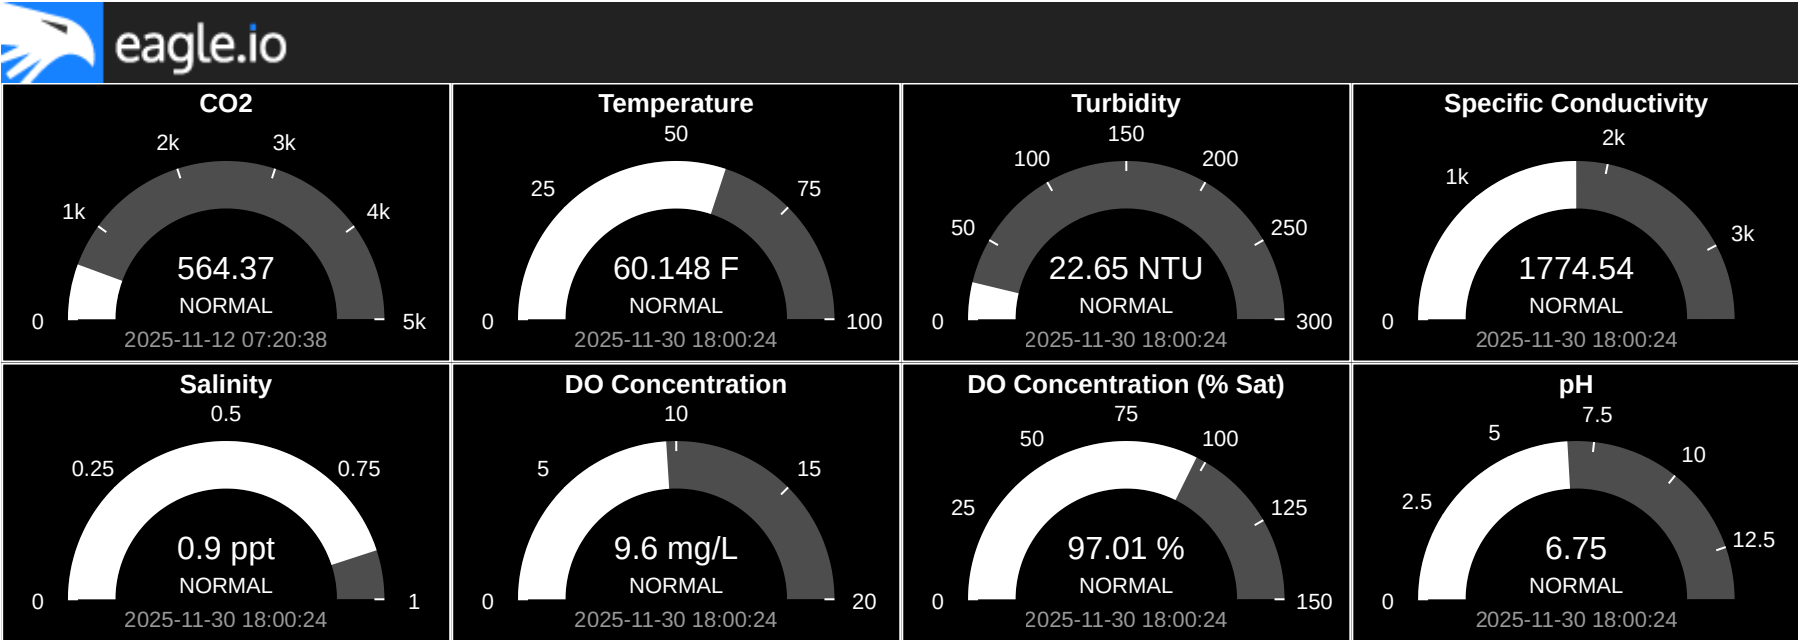 eagle.io
CO2
0
1k
2k
3k
4k
5k
564.37
NORMAL
2025-11-12 07:20:38
Temperature
0
25
50
75
100
60.148 F
NORMAL
2025-11-30 18:00:24
Turbidity
0
50
100
150
200
250
300
22.65 NTU
NORMAL
2025-11-30 18:00:24
Specific Conductivity
0
1k
2k
3k
1774.54
NORMAL
2025-11-30 18:00:24
Salinity
0
0.25
0.5
0.75
1
0.9 ppt
NORMAL
2025-11-30 18:00:24
DO Concentration
0
5
10
15
20
9.6 mg/L
NORMAL
2025-11-30 18:00:24
DO Concentration (% Sat)
0
25
50
75
100
125
150
97.01 %
NORMAL
2025-11-30 18:00:24
pH
0
2.5
5
7.5
10
12.5
6.75
NORMAL
2025-11-30 18:00:24